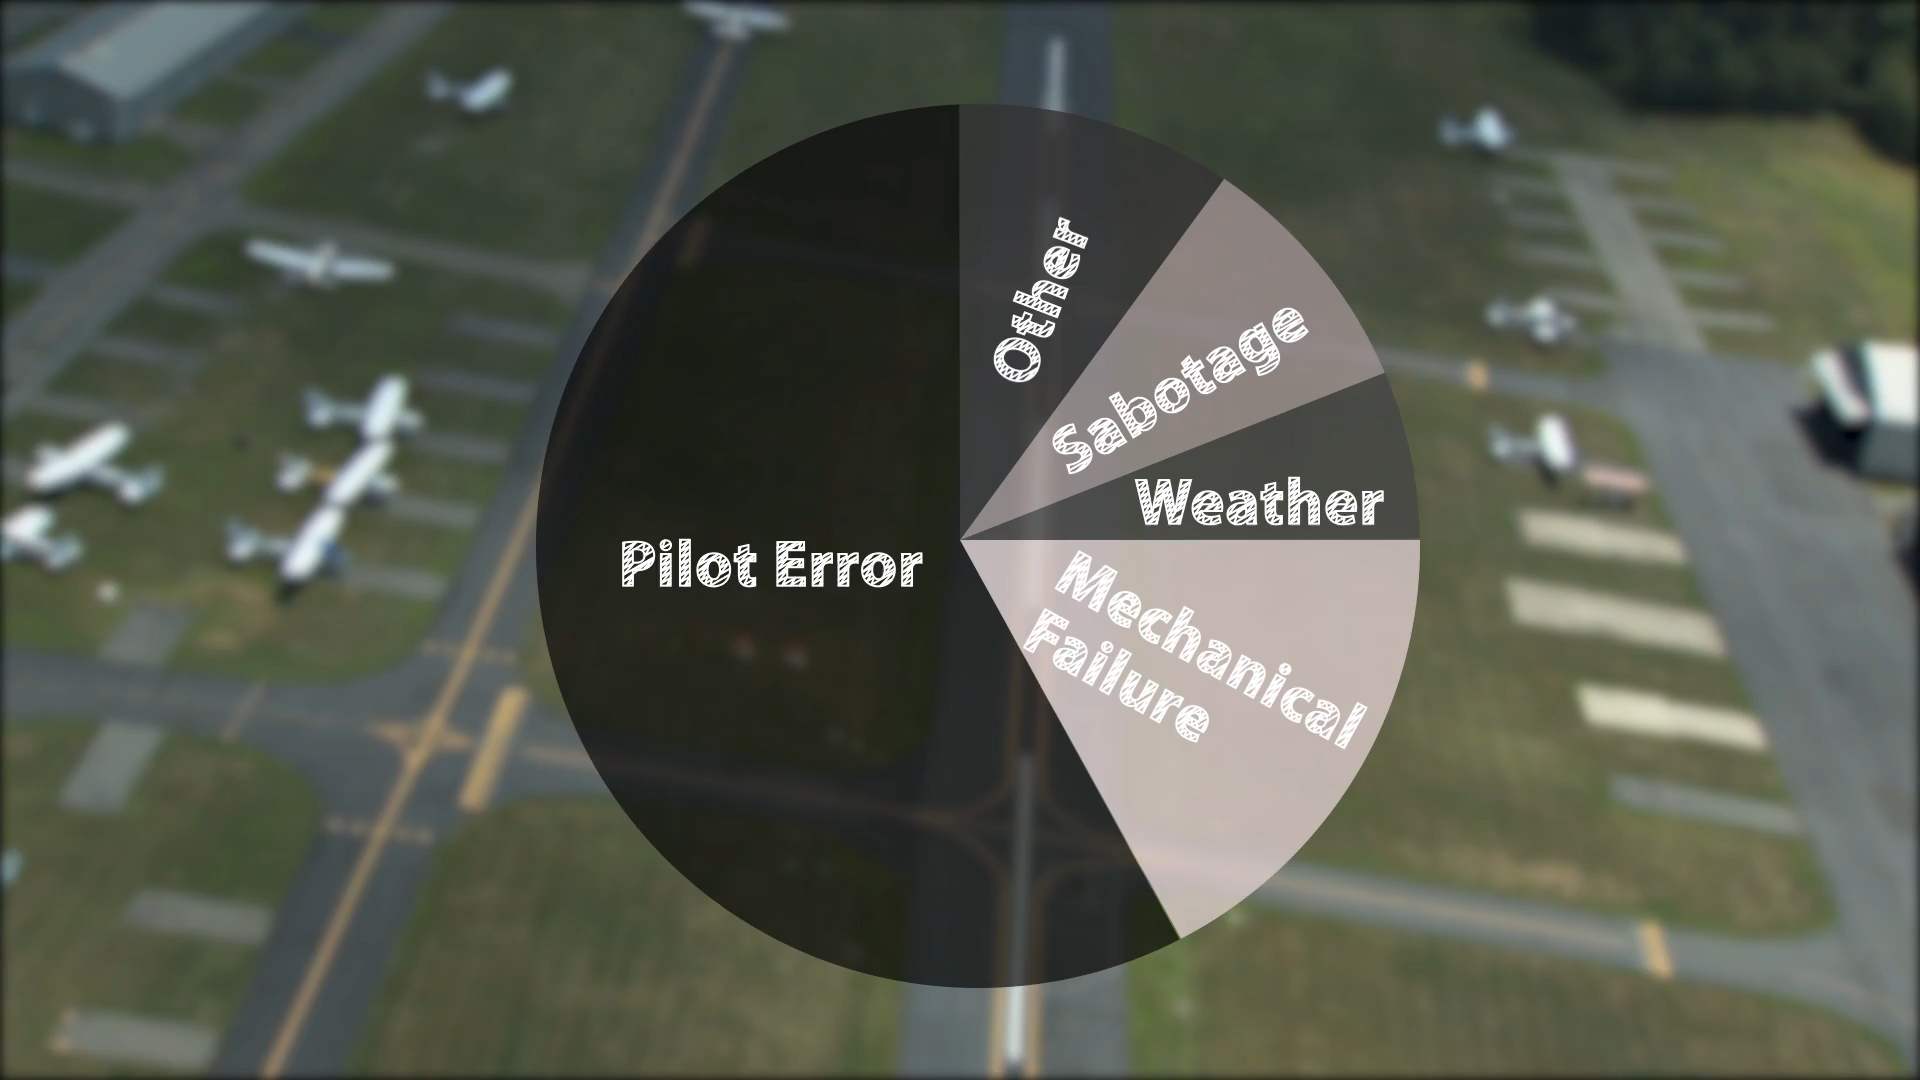 Other
Sabotage
Weather
Pilot Error
Mechanical
Failure